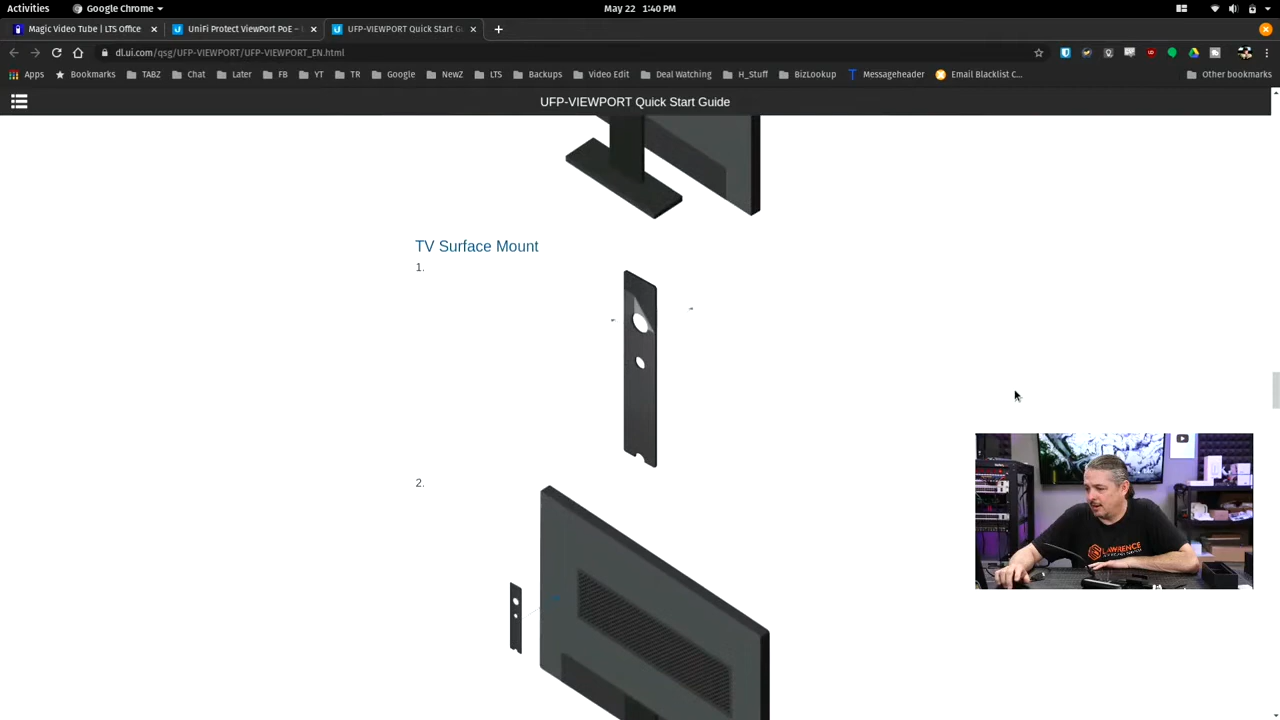 Activities
Google Chrome
May 22 1:40 PM
Magic Video Tube | LTS Office
UniFi Protect ViewPort PoE –
UFP-VIEWPORT Quick Start G
dl.ui.com/qsg/UFP-VIEWPORT/UFP-VIEWPORT_EN.html
Apps
Bookmarks
TABZ
Chat
Later
FB
YT
TR
Google
NewZ
LTS
Backups
Video Edit
Deal Watching
H_Stuff
BizLookup
Messageheader
Email Blacklist C...
Other bookmarks
UFP-VIEWPORT Quick Start Guide
TV Surface Mount
1.
2.
LAWRENCE